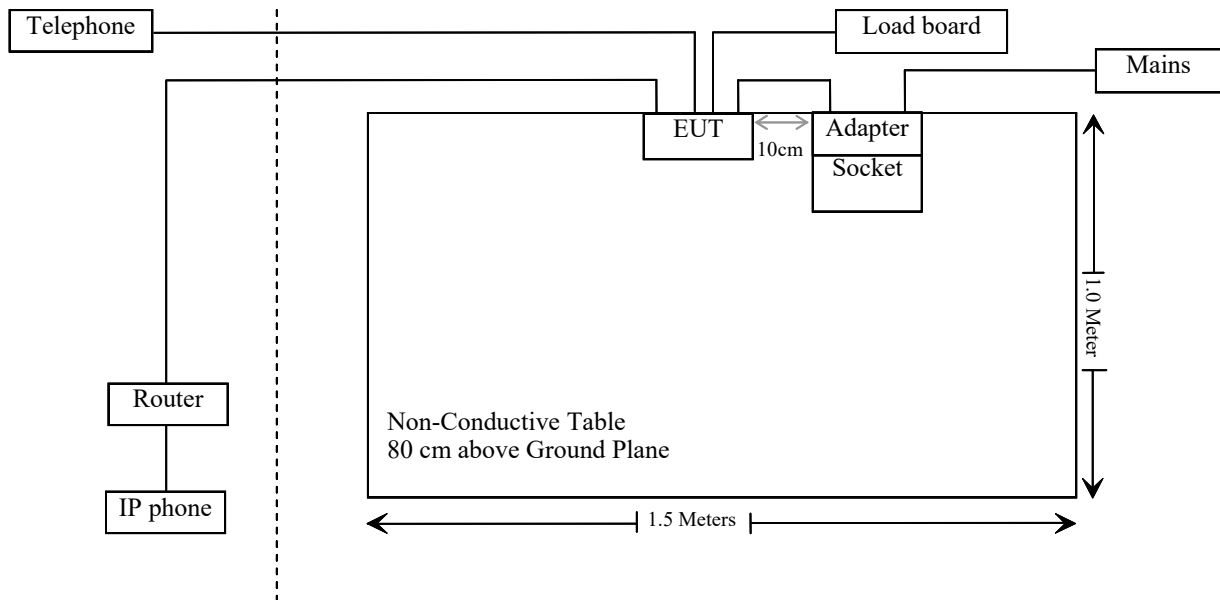 Telephone
Load board
Mains
EUT
Adapter
10cm
Socket
1.0 Meter
Router
Non-Conductive Table
80 cm above Ground Plane
IP phone
1.5 Meters